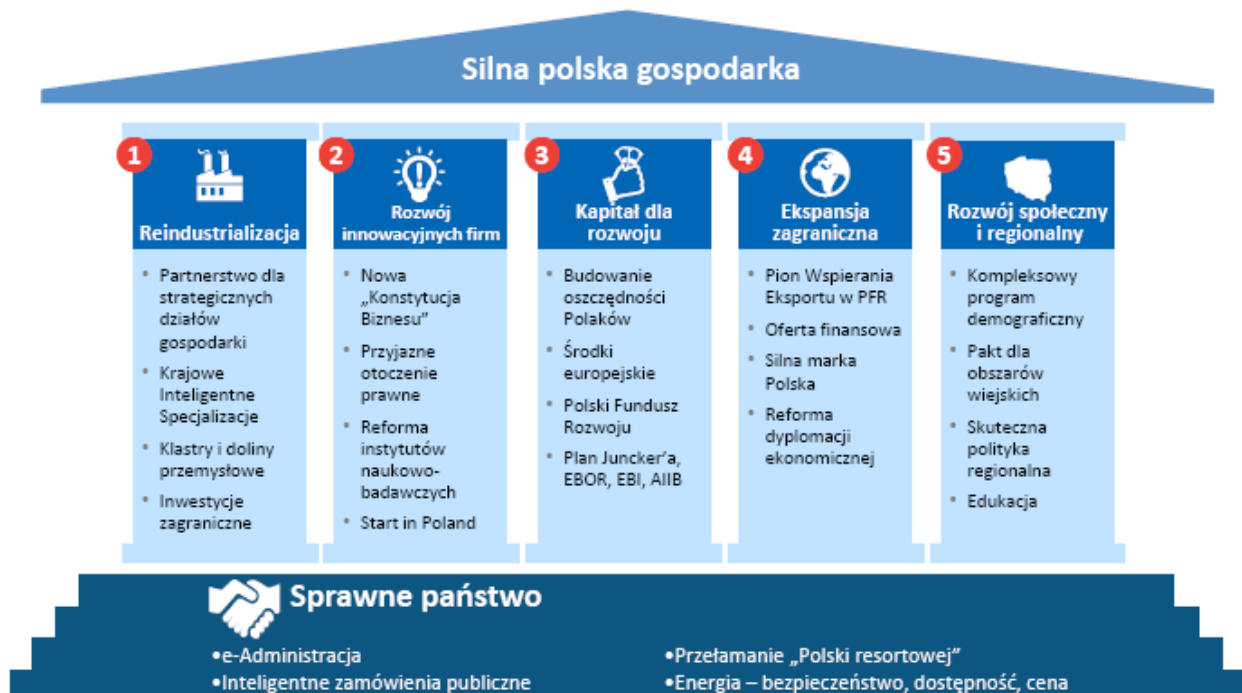 Silna polska gospodarka
1
Reindustrializacja
• Partnerstwo dla
strategicznych
działów
gospodarki
• Krajowe
Inteligentne
Specjalizacje
• Klastry i doliny
przemysłowe
• Inwestycje
zagraniczne
2
Rozwój
innowacyjnych firm
• Nowa
„Konstytucja
Biznesu”
• Przyjazne
otoczenie
prawne
• Reforma
instytutów
naukowo-
badawczych
• Start in Poland
3
Kapitał dla
rozwoju
• Budowanie
oszczędności
Polaków
• Środki
europejskie
• Polski Fundusz
Rozwoju
• Plan Juncker’a,
EBOR, EBI, AIIB
4
Ekspansja
zagraniczna
• Pion Wspierania
Eksportu w PFR
• Oferta finansowa
• Silna marka
Polska
• Reforma
dyplomacji
ekonomicznej
5
Rozwój społeczny
i regionalny
• Kompleksowy
program
demograficzny
• Pakt dla
obszarów
wiejskich
• Skuteczna
polityka
regionalna
• Edukacja
Sprawne państwo
•e-Administracja
•Inteligentne zamówienia publiczne
•Przełamanie „Polski resortowej”
•Energia – bezpieczeństwo, dostępność, cena